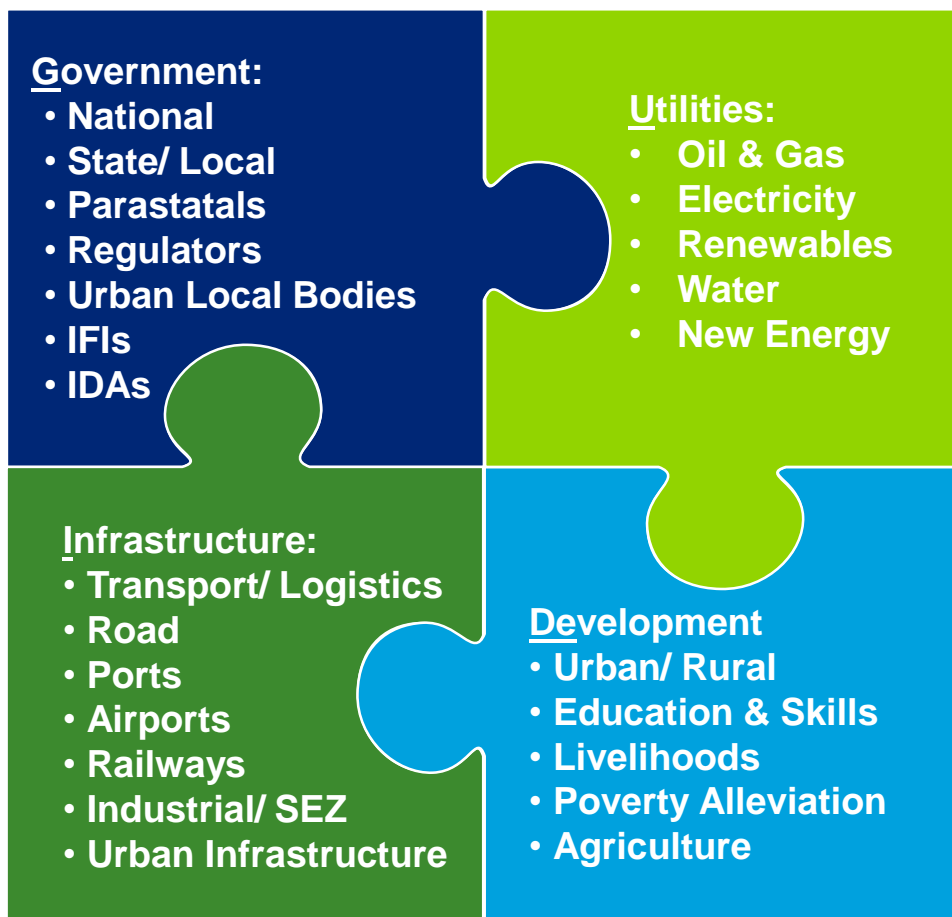 Government:
• National
• State/ Local
• Parastatals
• Regulators
• Urban Local Bodies
• IFIs
• IDAs
Utilities:
• Oil & Gas
• Electricity
• Renewables
• Water
• New Energy
Infrastructure:
• Transport/ Logistics
• Road
• Ports
• Airports
• Railways
• Industrial/ SEZ
• Urban Infrastructure
Development
• Urban/ Rural
• Education & Skills
• Livelihoods
• Poverty Alleviation
• Agriculture